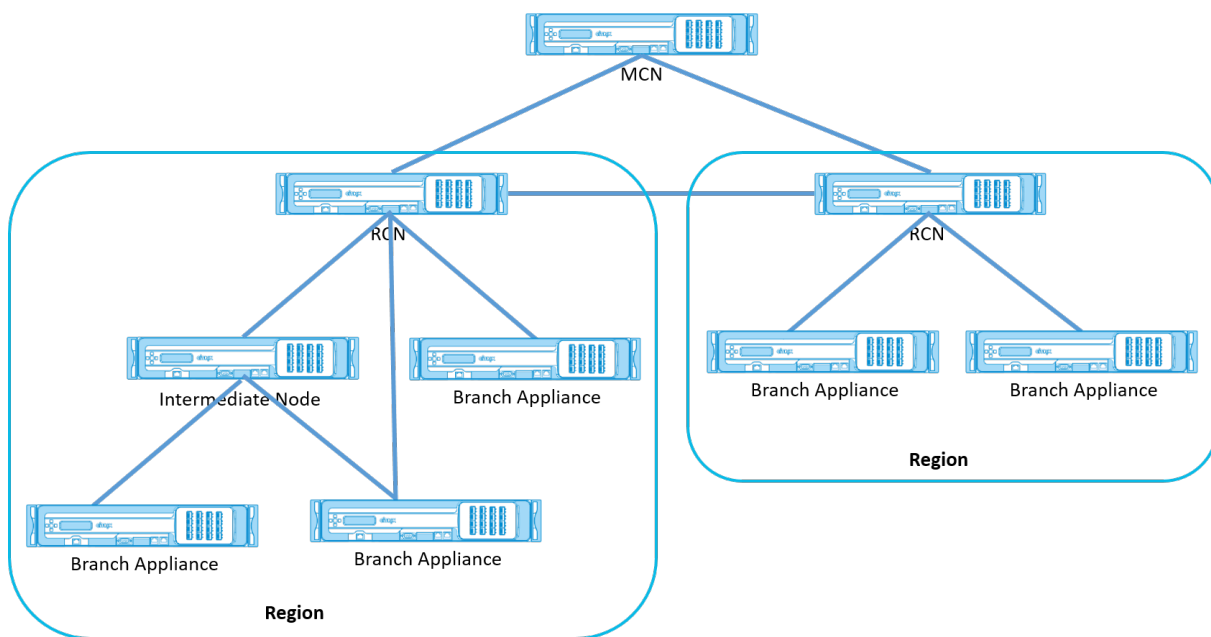 MCN
RCN
RCN
Intermediate Node
Branch Appliance
Branch Appliance
Branch Appliance
Branch Appliance
Branch Appliance
Region
Region